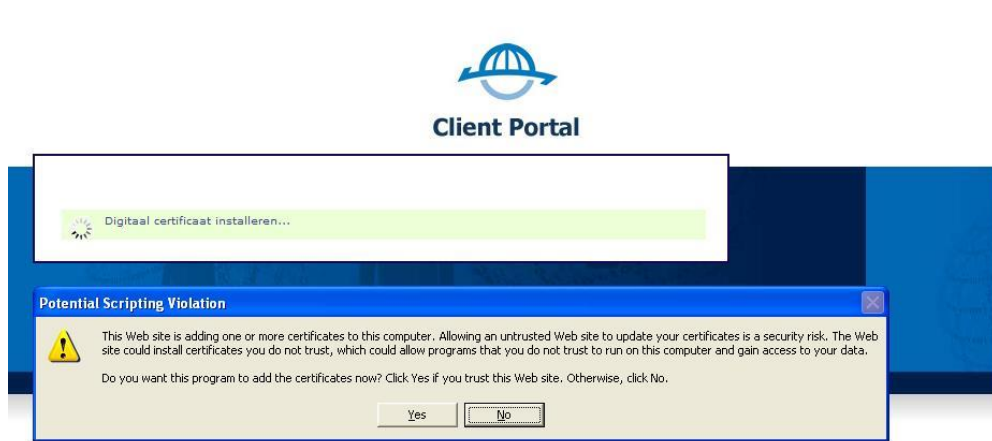 Client Portal
Digitaal certificaat installeren...
Potential Scripting Violation
This Web site is adding one or more certificates to this computer. Allowing an untrusted Web site to update your certificates is a security risk. The Web
site could install certificates you do not trust, which could allow programs that you do not trust to run on this computer and gain access to your data.
Do you want this program to add the certificates now? Click Yes if you trust this Web site. Otherwise, click No.
Yes No